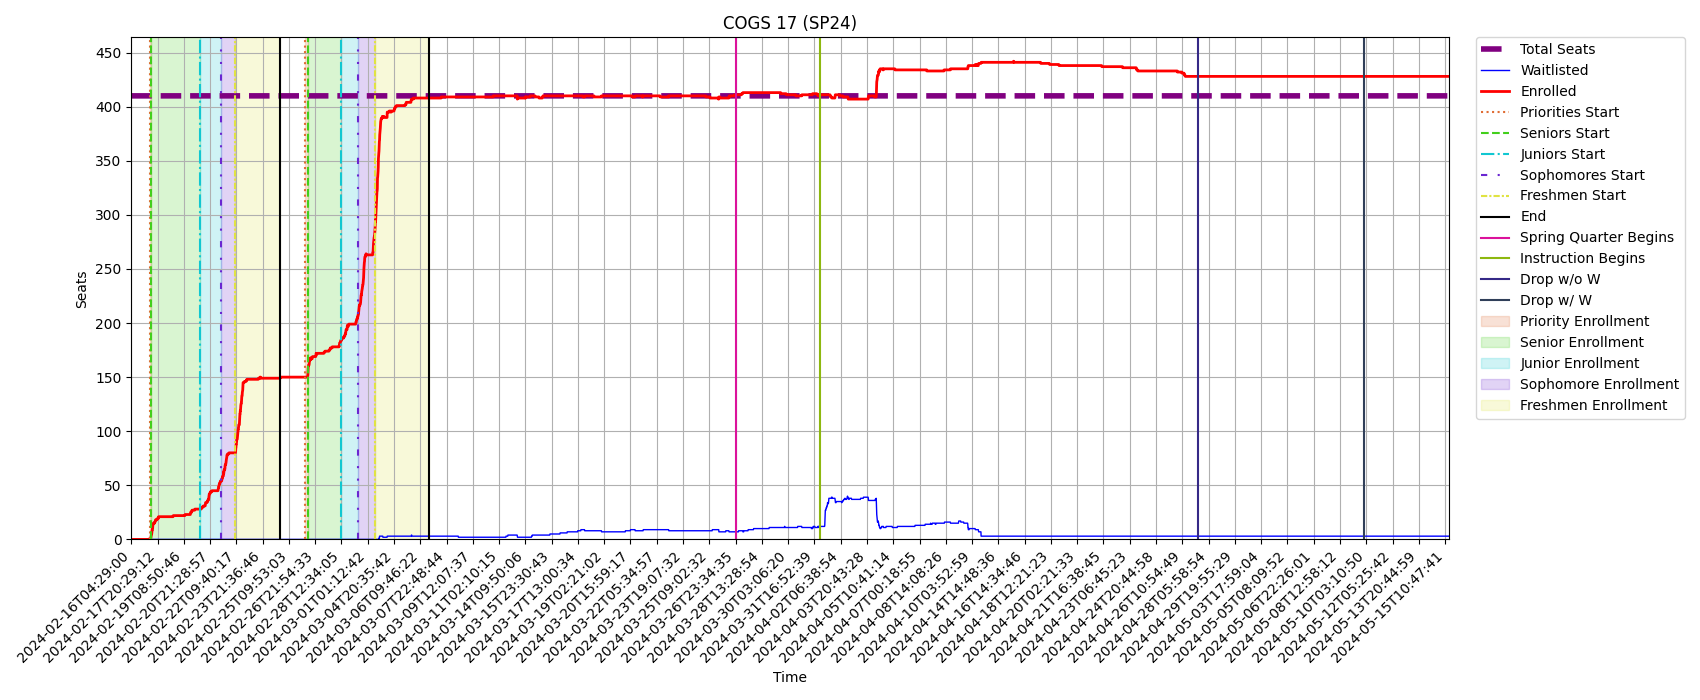 COGS 17 (SP24)
Seats
450
400
350
300
250
200
150
100
50
0
2024-02-16T04:29:00
2024-02-17T20:29:12
2024-02-19T08:50:46
2024-02-20T21:28:57
2024-02-22T09:40:17
2024-02-23T21:36:46
2024-02-25T09:53:03
2024-02-26T21:54:33
2024-02-28T12:34:05
2024-03-01T01:12:42
2024-03-04T20:35:42
2024-03-06T09:46:22
2024-03-07T22:48:44
2024-03-09T12:07:37
2024-03-11T02:10:15
2024-03-14T09:50:06
2024-03-15T23:30:43
2024-03-17T13:00:34
2024-03-19T02:21:02
2024-03-20T15:59:17
2024-03-22T05:34:57
2024-03-23T19:07:32
2024-03-25T09:02:32
2024-03-26T23:34:35
2024-03-28T13:28:54
2024-03-30T03:06:20
2024-03-31T16:52:39
2024-04-02T06:38:54
2024-04-03T20:43:28
2024-04-05T10:41:14
2024-04-07T00:18:55
2024-04-08T14:08:26
2024-04-10T03:52:59
2024-04-14T14:48:36
2024-04-16T14:34:46
2024-04-18T12:21:23
2024-04-20T02:21:33
2024-04-21T16:38:45
2024-04-23T06:45:23
2024-04-24T20:44:58
2024-04-26T10:54:49
2024-04-28T05:58:54
2024-04-29T19:55:29
2024-05-03T17:59:04
2024-05-05T08:09:52
2024-05-06T22:26:01
2024-05-08T12:58:12
2024-05-10T03:10:50
2024-05-12T05:25:42
2024-05-13T20:44:59
2024-05-15T10:47:41
Time
Total Seats
Waitlisted
Enrolled
Priorities Start
Seniors Start
Juniors Start
Sophomores Start
Freshmen Start
End
Spring Quarter Begins
Instruction Begins
Drop w/o W
Drop w/ W
Priority Enrollment
Senior Enrollment
Junior Enrollment
Sophomore Enrollment
Freshmen Enrollment